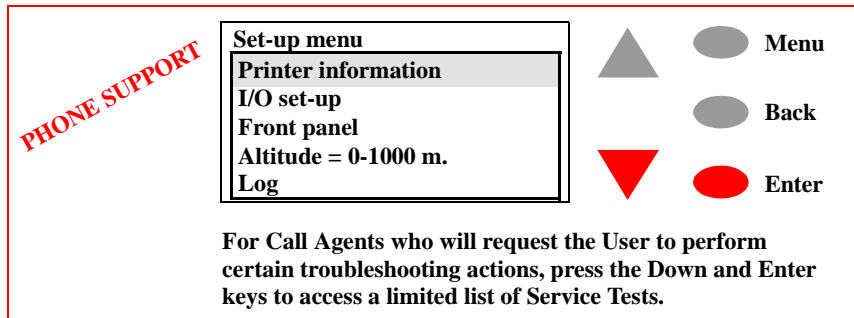 PHONE SUPPORT
Set-up menu
Printer information
I/O set-up
Front panel
Altitude = 0-1000 m.
Log
Menu
Back
Enter
For Call Agents who will request the User to perform
certain troubleshooting actions, press the Down and Enter
keys to access a limited list of Service Tests.